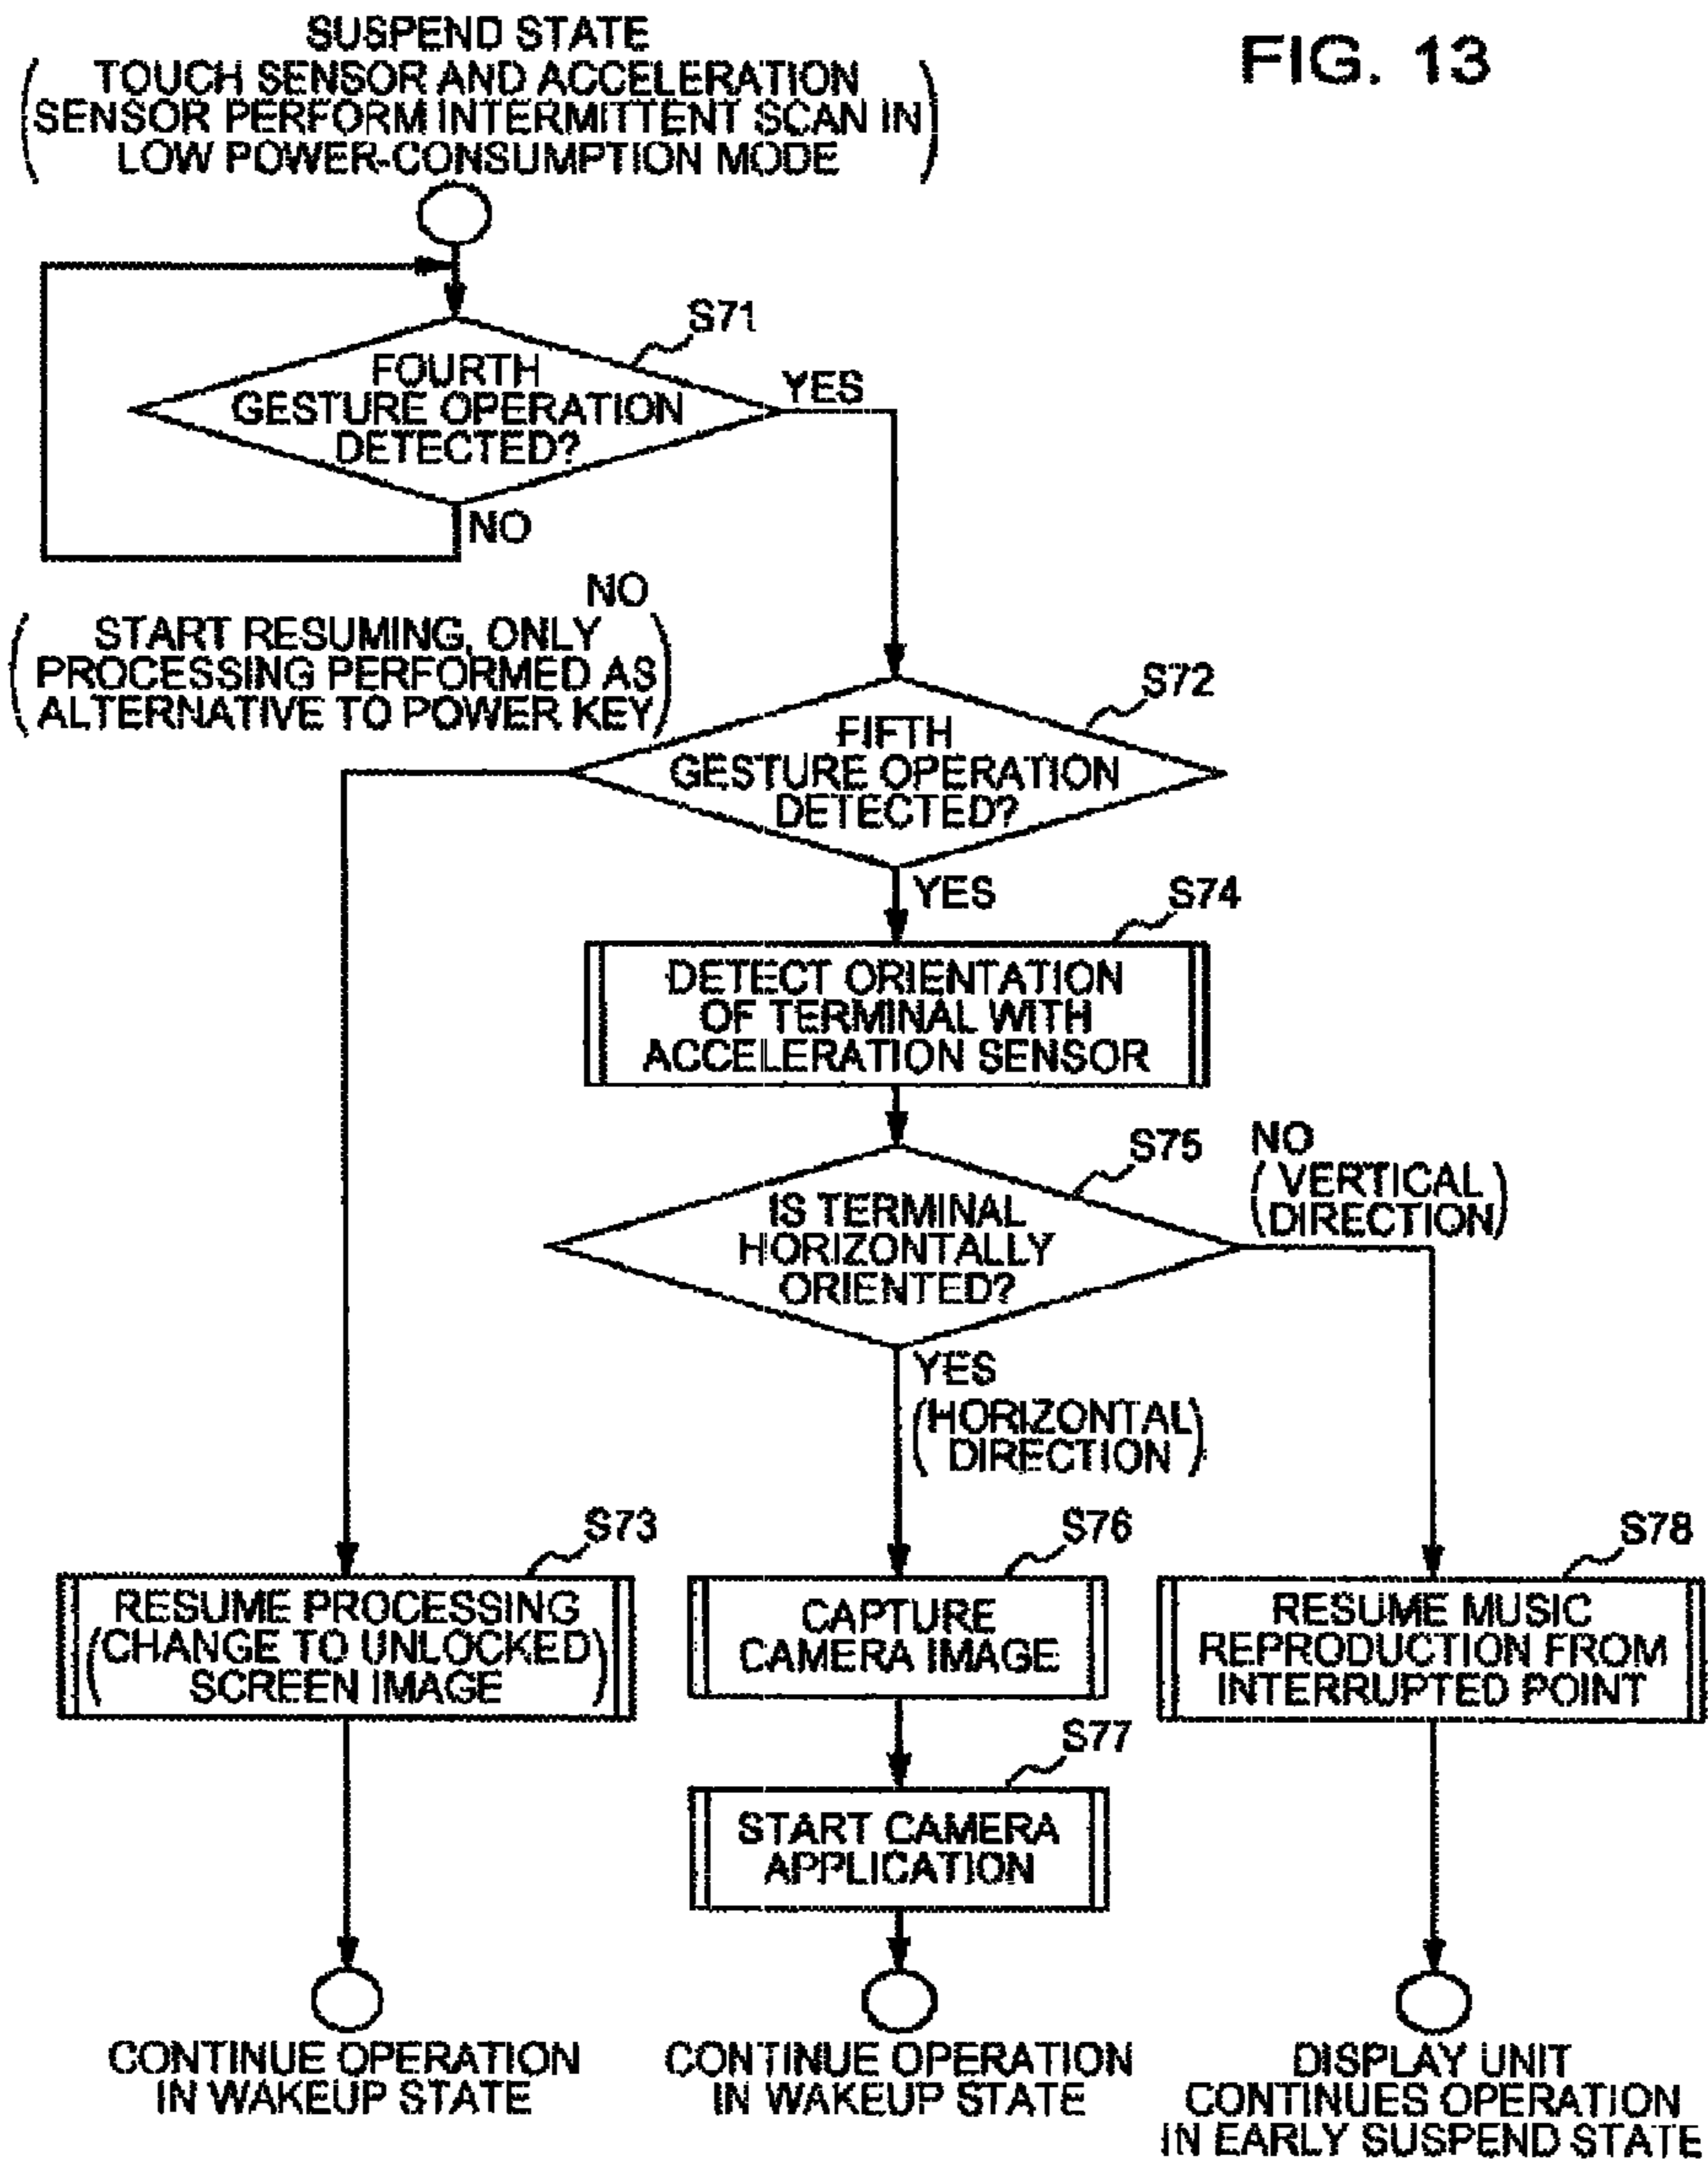 FIG. 13
SUSPEND STATE
(TOUCH SENSOR AND ACCELERATION
SENSOR PERFORM INTERMITTENT SCAN IN
LOW POWER-CONSUMPTION MODE)
S71
FOURTH
GESTURE OPERATION
DETECTED?
YES
NO
NO
(START RESUMING, ONLY
PROCESSING PERFORMED AS
ALTERNATIVE TO POWER KEY)
S72
FIFTH
GESTURE OPERATION
DETECTED?
YES
S74
DETECT ORIENTATION
OF TERMINAL WITH
ACCELERATION SENSOR
S75
IS TERMINAL
HORIZONTALLY
ORIENTED?
NO
(VERTICAL
DIRECTION)
YES
(HORIZONTAL
DIRECTION)
S73
RESUME PROCESSING
(CHANGE TO UNLOCKED
SCREEN IMAGE)
S76
CAPTURE
CAMERA IMAGE
S78
RESUME MUSIC
REPRODUCTION FROM
INTERRUPTED POINT
S77
START CAMERA
APPLICATION
CONTINUE OPERATION
IN WAKEUP STATE
CONTINUE OPERATION
IN WAKEUP STATE
DISPLAY UNIT
CONTINUES OPERATION
IN EARLY SUSPEND STATE